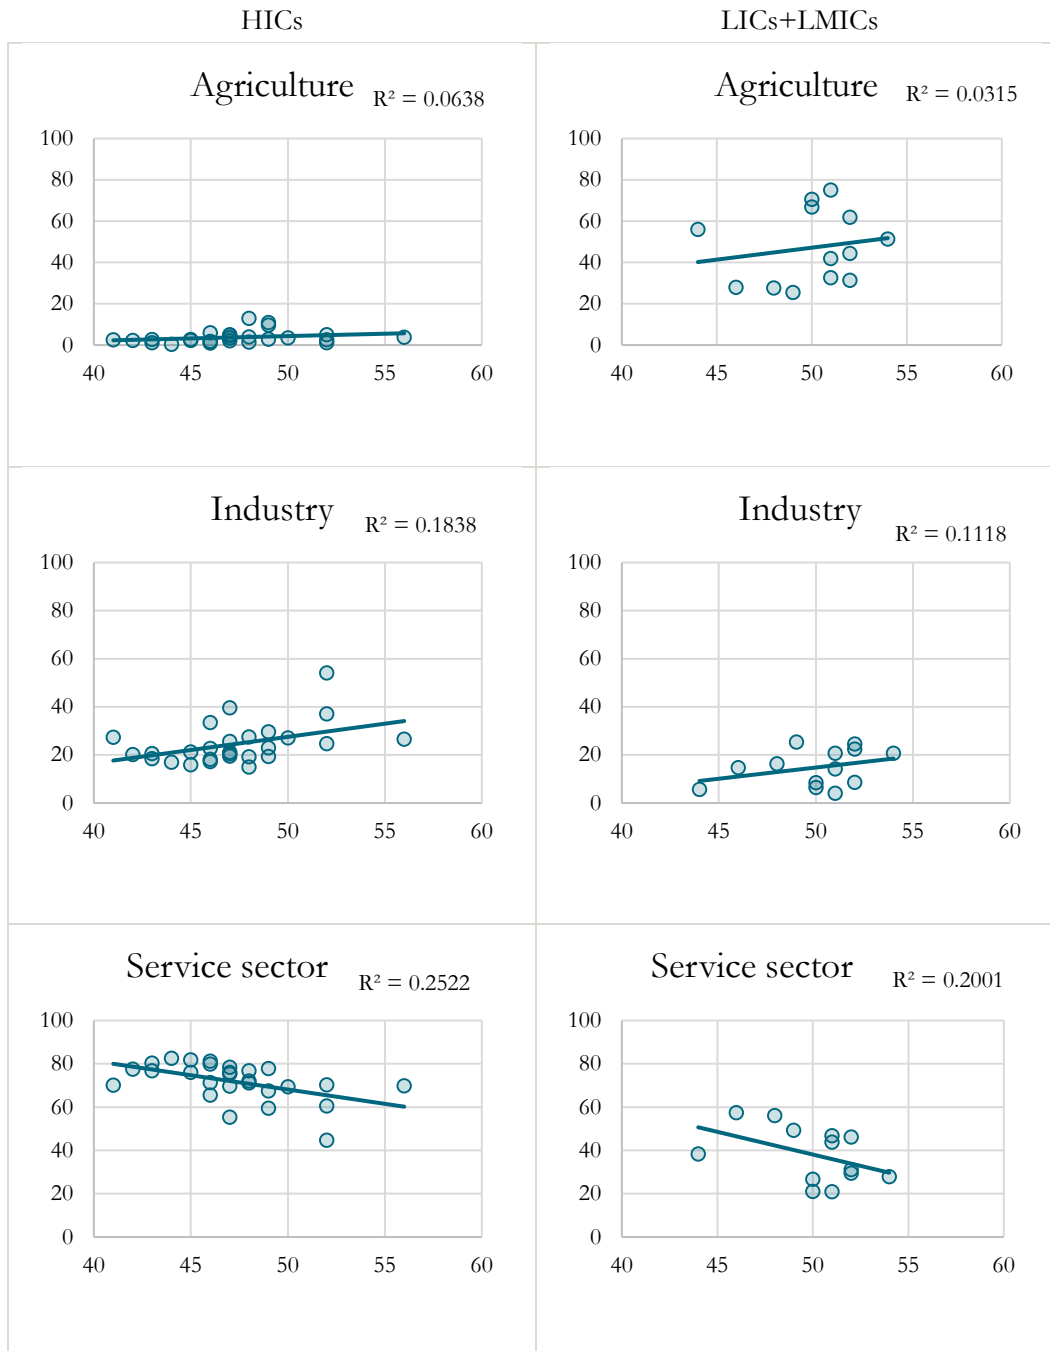 HICs
LICs+LMICs
Agriculture
R² = 0.0638
100
80
60
40
20
0
40 45 50 55 60
Agriculture
R² = 0.0315
100
80
60
40
20
0
40 45 50 55 60
Industry
R² = 0.1838
100
80
60
40
20
0
40 45 50 55 60
Industry
R² = 0.1118
100
80
60
40
20
0
40 45 50 55 60
Service sector
R² = 0.2522
100
80
60
40
20
0
40 45 50 55 60
Service sector
R² = 0.2001
100
80
60
40
20
0
40 45 50 55 60